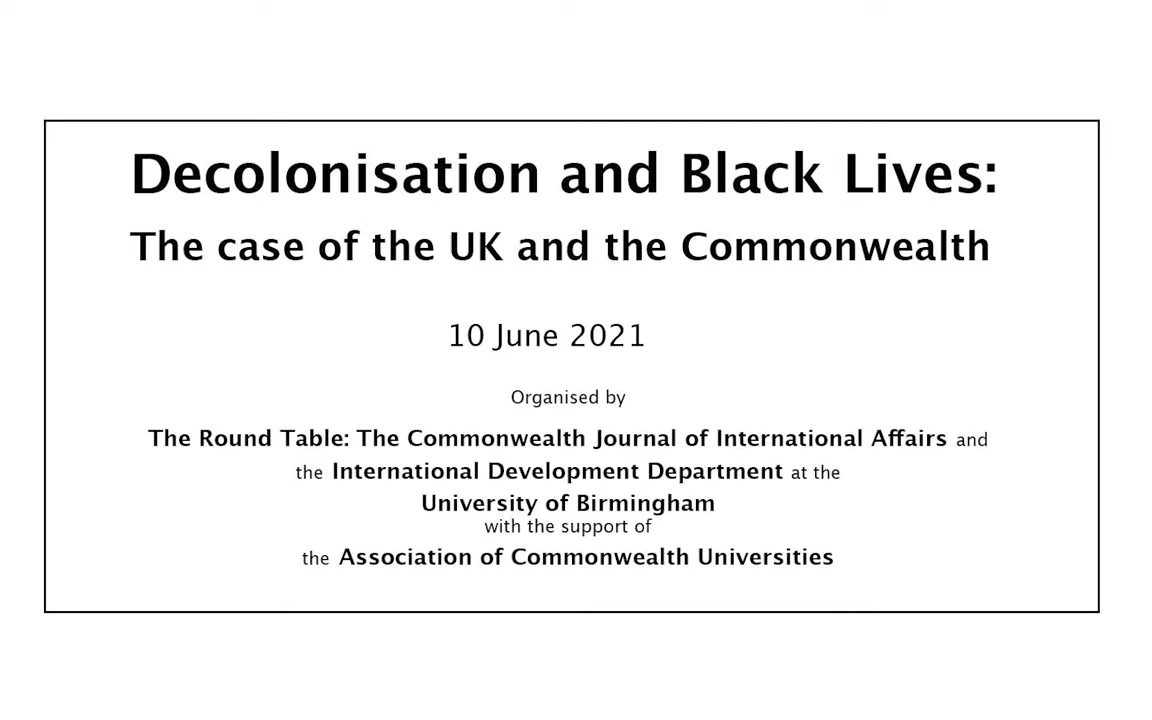 Decolonisation and Black Lives:
The case of the UK and the Commonwealth
10 June 2021
Organised by
The Round Table: The Commonwealth Journal of International Affairs and
the International Development Department at the
University of Birmingham
with the support of
the Association of Commonwealth Universities